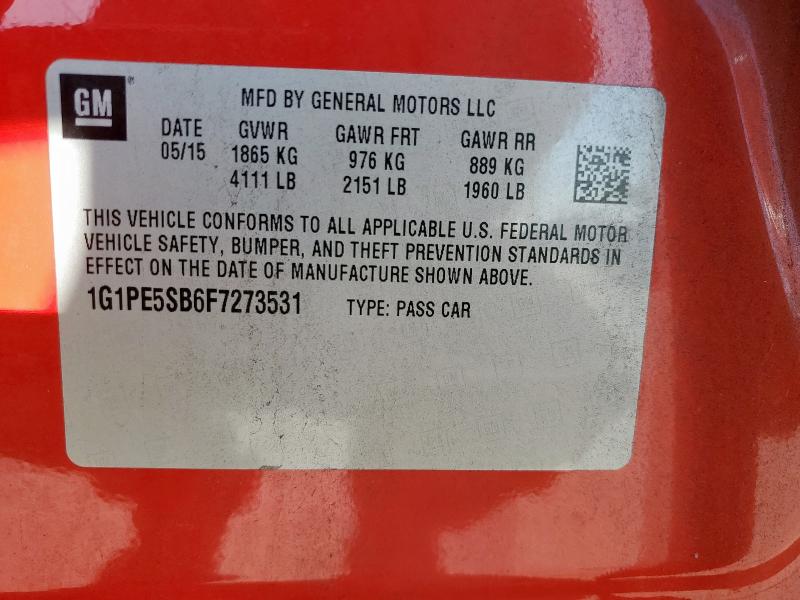 GM ®
MFD BY GENERAL MOTORS LLC
DATE GVWR GAWR FRT GAWR RR
05/15 1865 KG 976 KG 889 KG
4111 LB 2151 LB 1960 LB
THIS VEHICLE CONFORMS TO ALL APPLICABLE U.S. FEDERAL MOTOR
VEHICLE SAFETY, BUMPER, AND THEFT PREVENTION STANDARDS IN
EFFECT ON THE DATE OF MANUFACTURE SHOWN ABOVE.
1G1PE5SB6F7273531 TYPE: PASS CAR